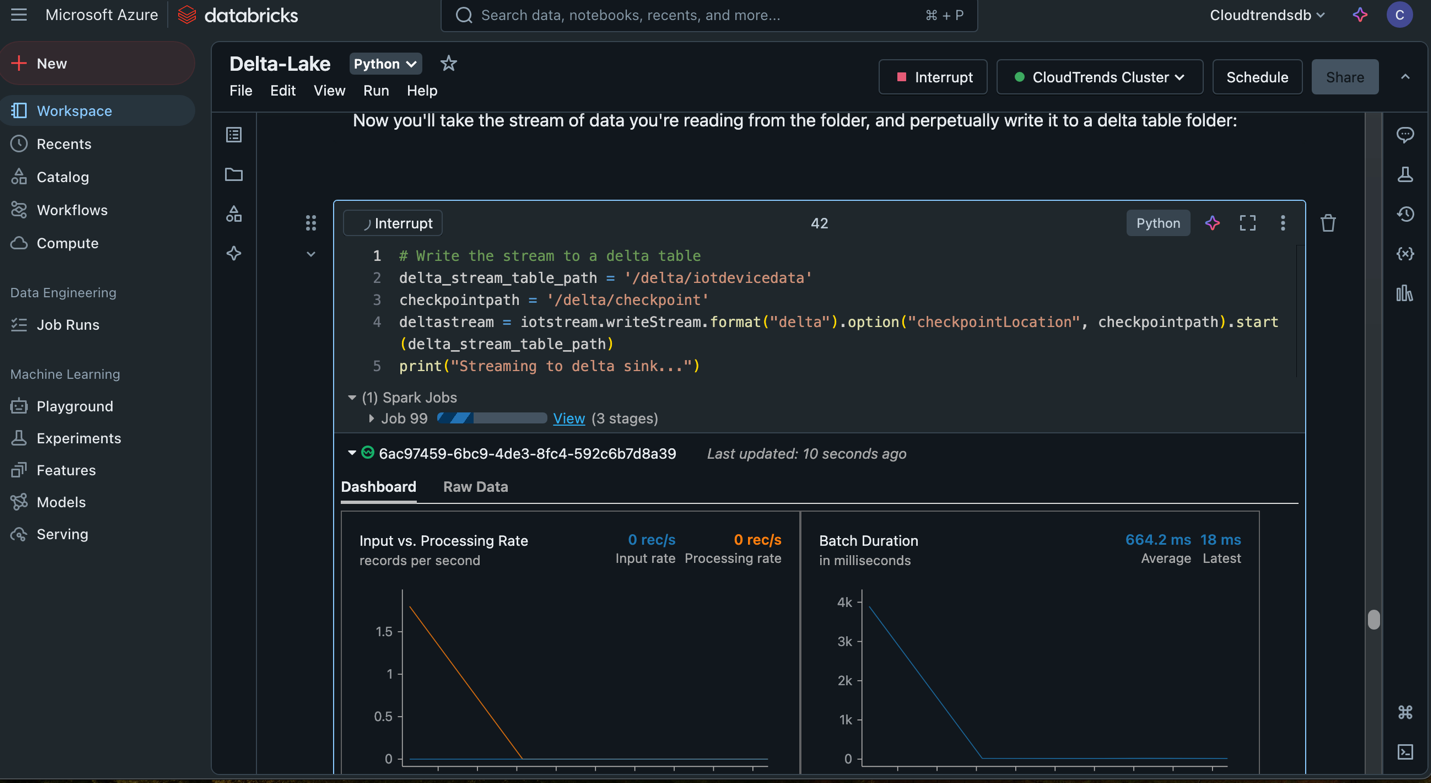 Microsoft Azure databricks
Search data, notebooks, recents, and more... ⌘ + P
Cloudtrendsdb
C
New
Workspace
Recents
Catalog
Workflows
Compute
Data Engineering
Job Runs
Machine Learning
Playground
Experiments
Features
Models
Serving
Delta-Lake Python
File Edit View Run Help
Interrupt CloudTrends Cluster Schedule Share
Now you'll take the stream of data you're reading from the folder, and perpetually write it to a delta table folder:
Interrupt 42 Python
1 # Write the stream to a delta table
2 delta_stream_table_path = '/delta/iotdevicedata'
3 checkpointpath = '/delta/checkpoint'
4 deltastream = iotstream.writeStream.format("delta").option("checkpointLocation", checkpointpath).start
(delta_stream_table_path)
5 print("Streaming to delta sink...")
(1) Spark Jobs
Job 99 View (3 stages)
6ac97459-6bc9-4de3-8fc4-592c6b7d8a39 Last updated: 10 seconds ago
Dashboard Raw Data
Input vs. Processing Rate
records per second
0 rec/s 0 rec/s
Input rate Processing rate
1.5
1
0.5
0
Batch Duration
in milliseconds
664.2 ms 18 ms
Average Latest
4k
3k
2k
1k
0